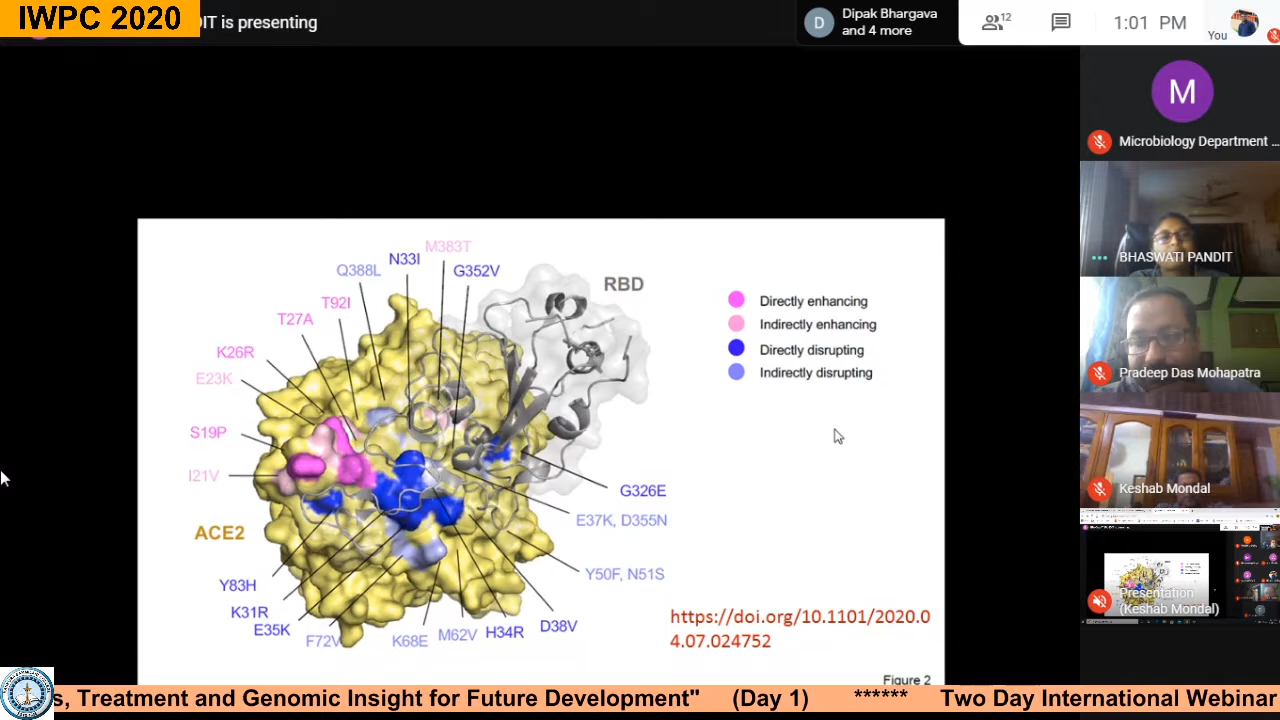 IWPC 2020
DIT is presenting
D
Dipak Bhargava
and 4 more
12
1:01 PM
You
M
Microbiology Department ...
BHASWATI PANDIT
Pradeep Das Mohapatra
Keshab Mondal
Presentation
(Keshab Mondal)
M383T
N33I
Q388L
G352V
RBD
T92I
T27A
K26R
E23K
S19P
I21V
ACE2
Directly enhancing
Indirectly enhancing
Directly disrupting
Indirectly disrupting
G326E
E37K, D355N
Y50F, N51S
Y83H
K31R
E35K
F72V
K68E
M62V
H34R
D38V
https://doi.org/10.1101/2020.0
4.07.024752
Figure 2
s, Treatment and Genomic Insight for Future Development" (Day 1) ****** Two Day International Webinar